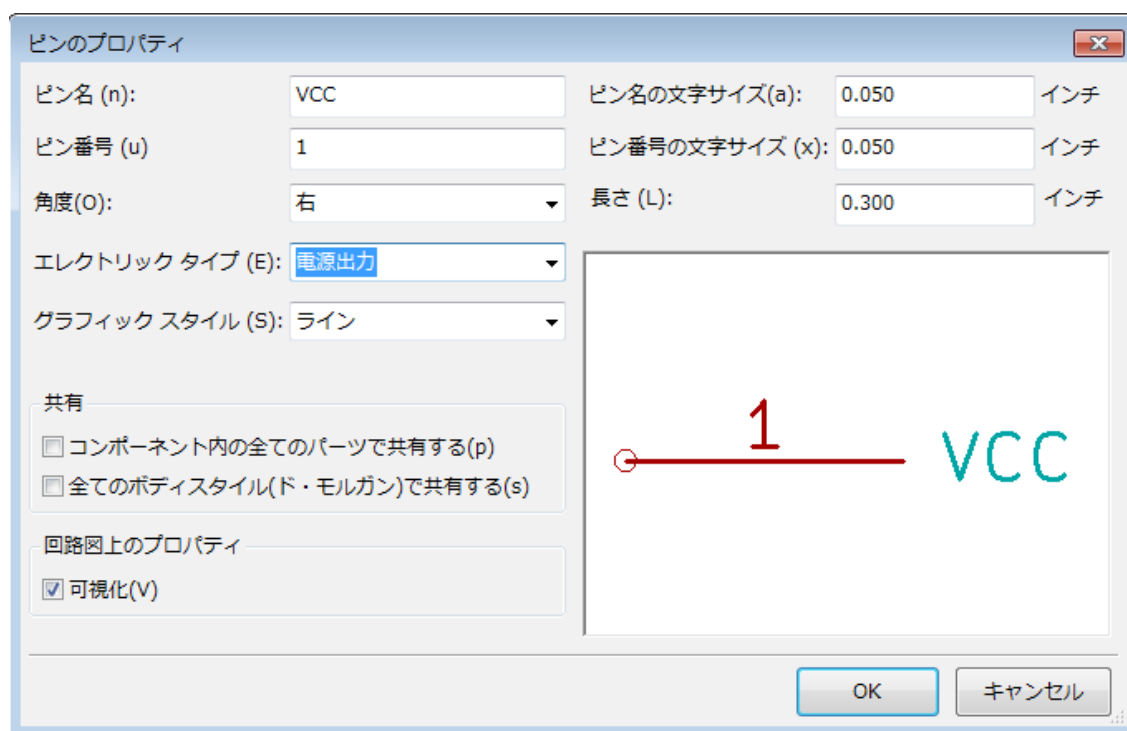 ピンのプロパティ
ピン名 (n): VCC
ピン名の文字サイズ(a): 0.050 インチ
ピン番号 (u) 1
ピン番号の文字サイズ (x): 0.050 インチ
角度(O): 右
長さ (L): 0.300 インチ
エレクトリック タイプ (E): 電源出力
グラフィック スタイル (S): ライン
共有
コンポーネント内の全てのパーツで共有する(p)
全てのボディスタイル(ド・モルガン)で共有する(s)
回路図上のプロパティ
可視化(V)
1
VCC
OK
キャンセル